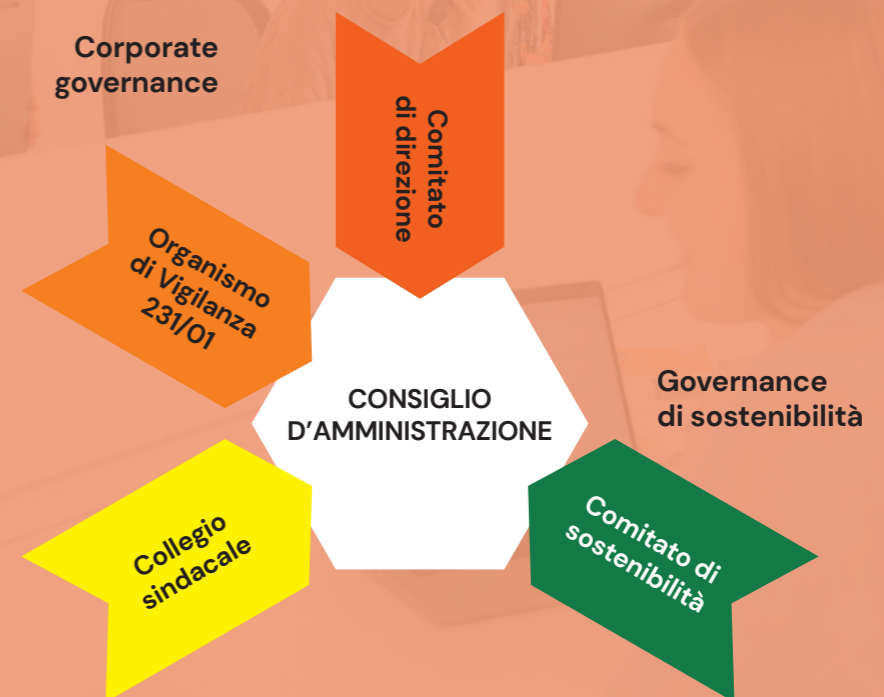 Corporate
governance
Comitato
di direzione
Organismo
di Vigilanza
231/01
CONSIGLIO
D’AMMINISTRAZIONE
Governance
di sostenibilità
Collegio
sindacale
Comitato di
sostenibilità